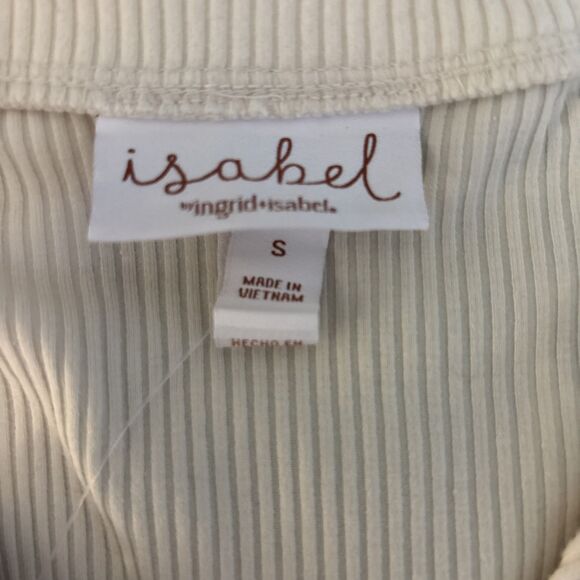 isabel
by ingrid+isabel.
S
MADE IN
VIETNAM
HECHO EN